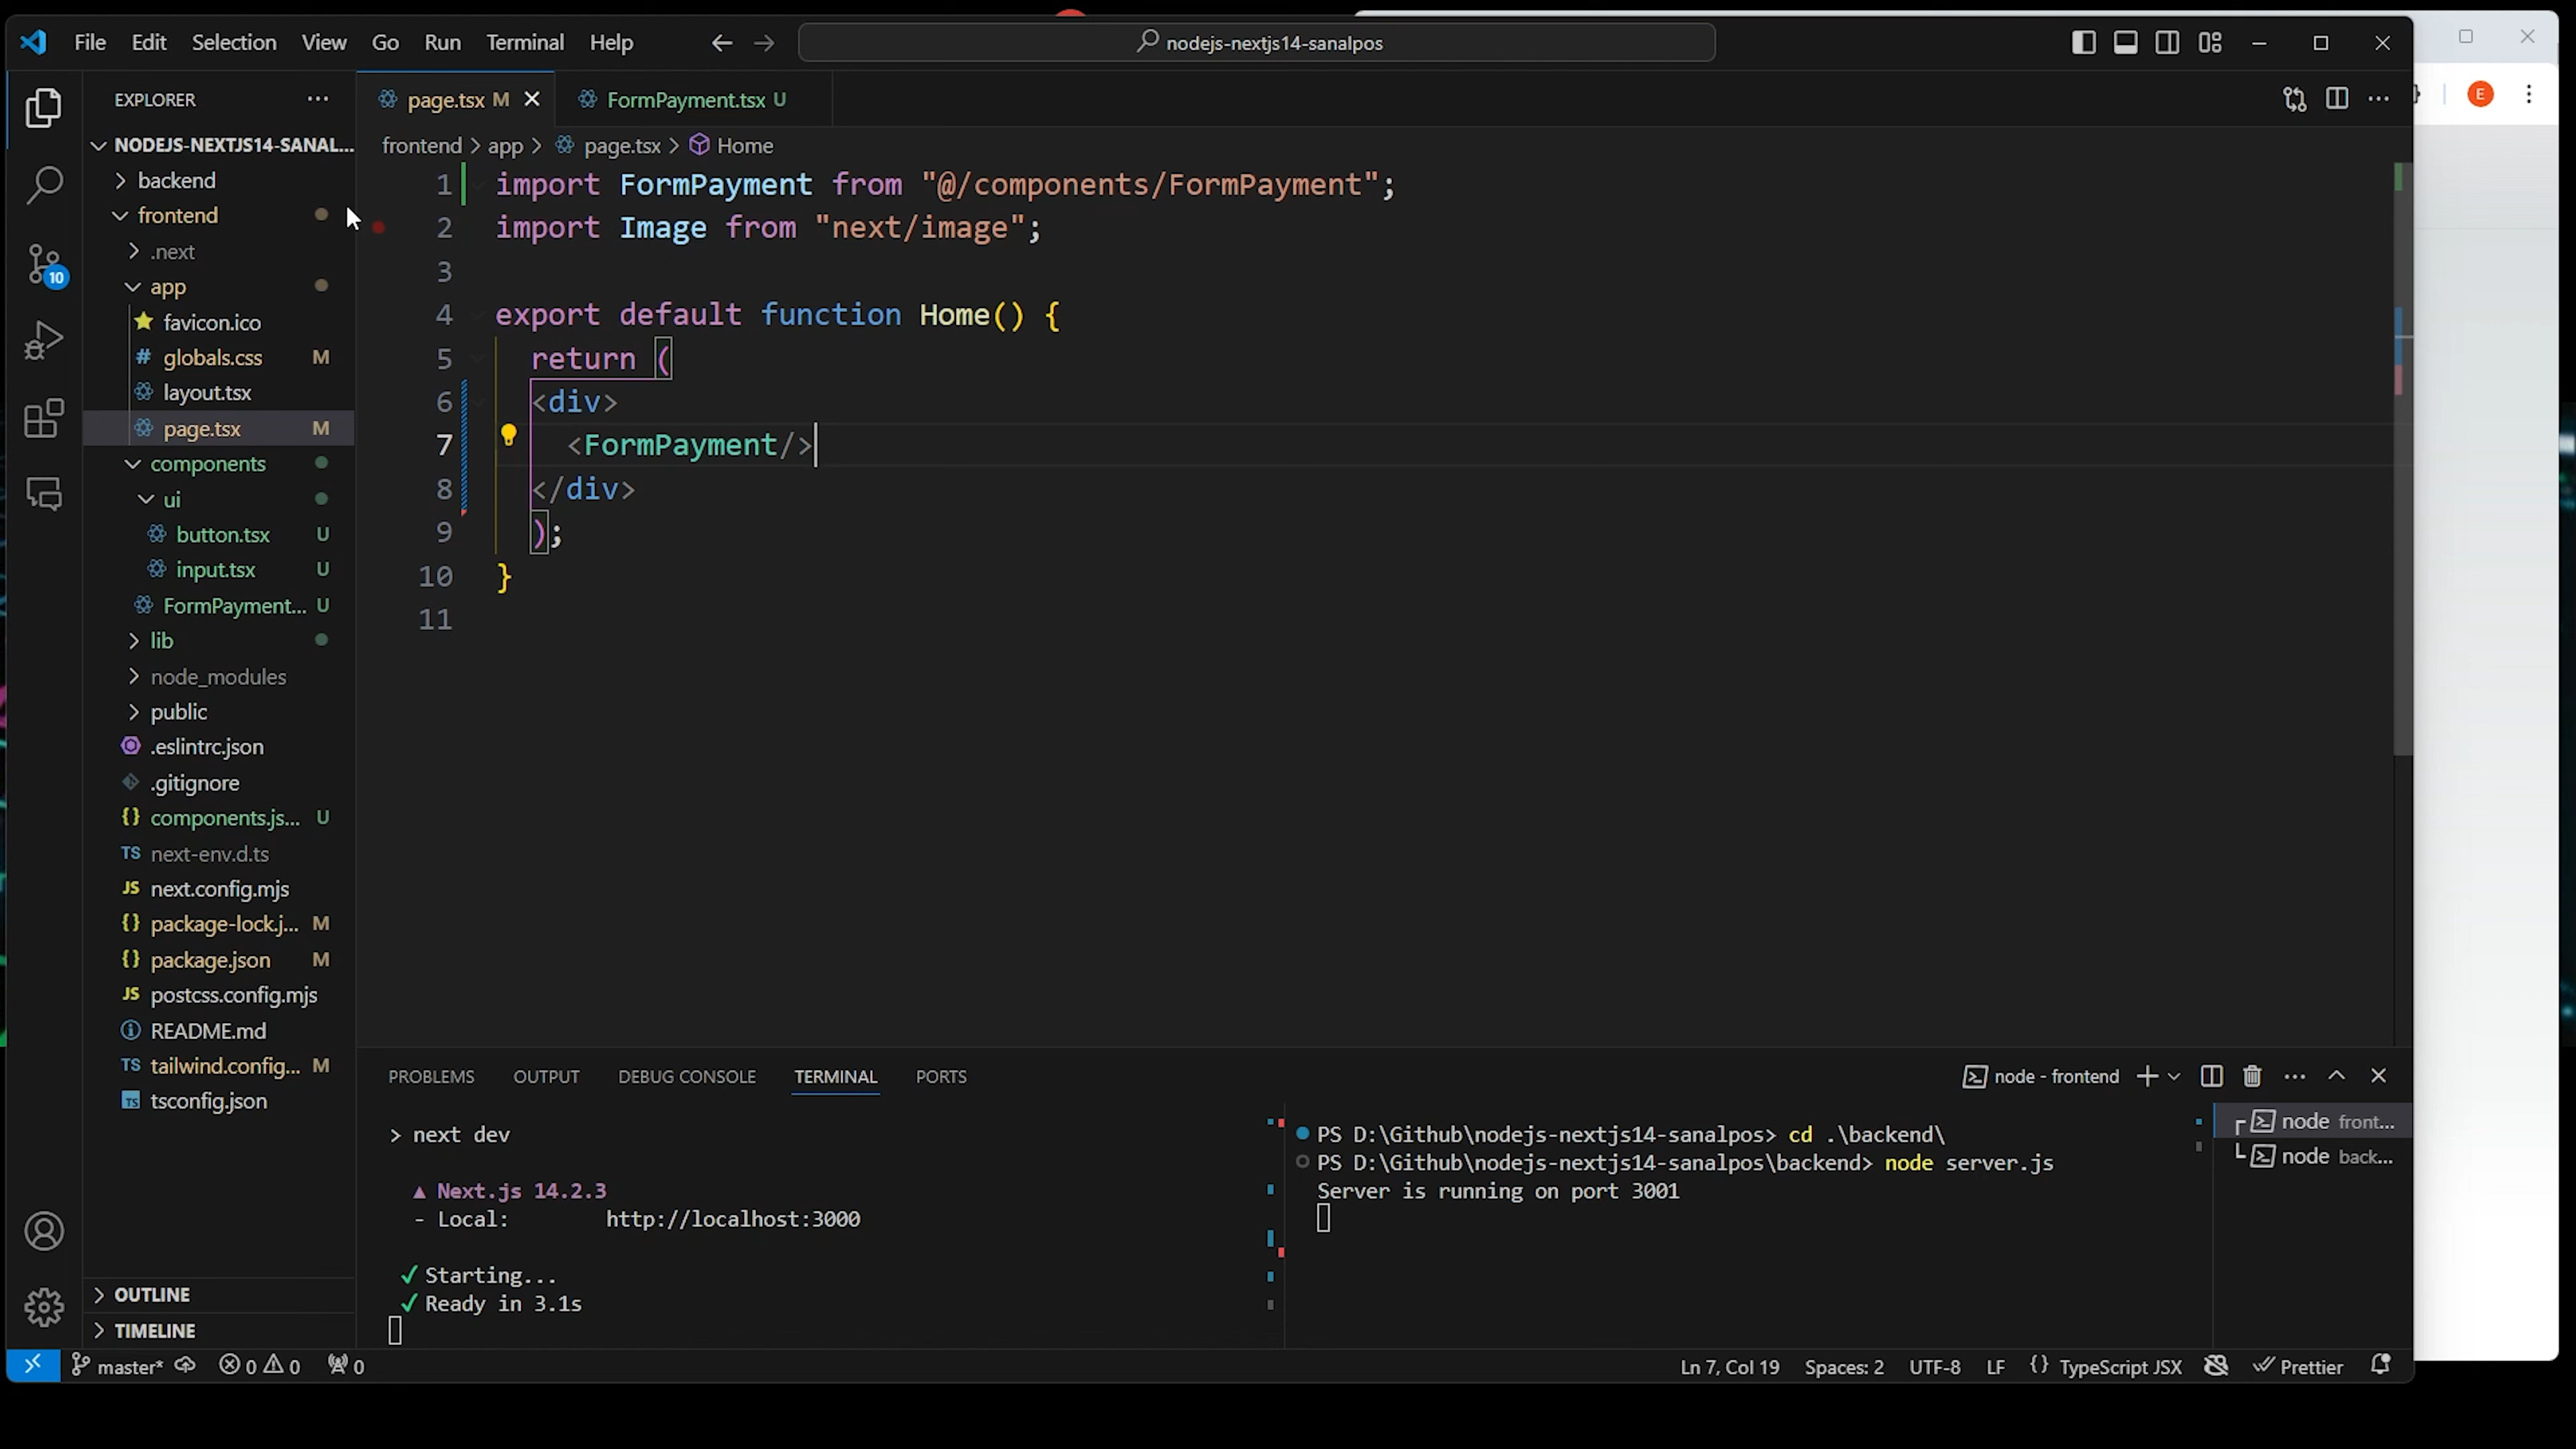 File Edit Selection View Go Run Terminal Help
nodejs-nextjs14-sanalpos
E
EXPLORER
page.tsx M
FormPayment.tsx U
NODEJS-NEXTJS14-SANAL...
backend
frontend
.next
app
favicon.ico
globals.css M
layout.tsx
page.tsx M
components
ui
button.tsx U
input.tsx U
FormPayment... U
lib
node_modules
public
.eslintrc.json
.gitignore
components.js... U
next-env.d.ts
next.config.mjs
package-lock.j... M
package.json M
postcss.config.mjs
README.md
tailwind.config... M
tsconfig.json
OUTLINE
TIMELINE
10
frontend > app > page.tsx > Home
1 import FormPayment from "@/components/FormPayment";
2 import Image from "next/image";
3
4 export default function Home() {
5 return (
6 <div>
7 <FormPayment/>
8 </div>
9 );
10 }
11
PROBLEMS OUTPUT DEBUG CONSOLE TERMINAL PORTS
node - frontend
> next dev
▲ Next.js 14.2.3
- Local: http://localhost:3000
✓ Starting...
✓ Ready in 3.1s
PS D:\Github\nodejs-nextjs14-sanalpos> cd .\backend\
PS D:\Github\nodejs-nextjs14-sanalpos\backend> node server.js
Server is running on port 3001
node front...
node back...
master* 0 0 0
Ln 7, Col 19 Spaces: 2 UTF-8 LF {} TypeScript JSX Prettier